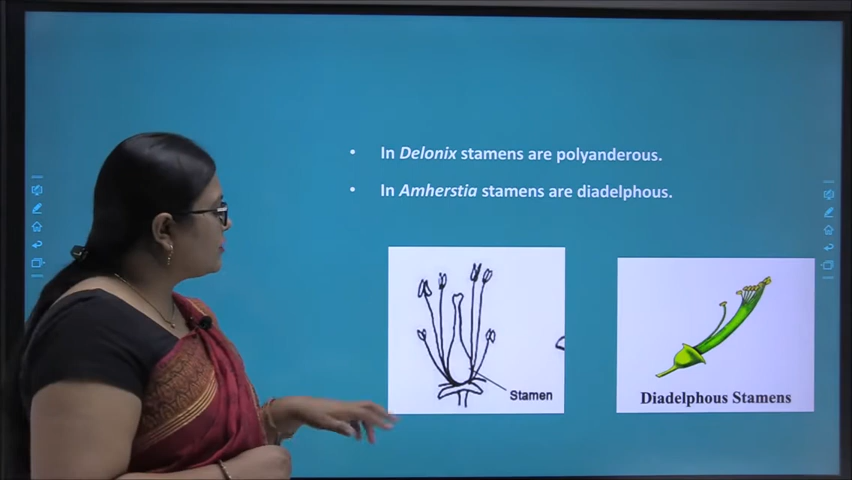 • In Delonix stamens are polyanderous.
• In Amherstia stamens are diadelphous.
Stamen
Diadelphous Stamens